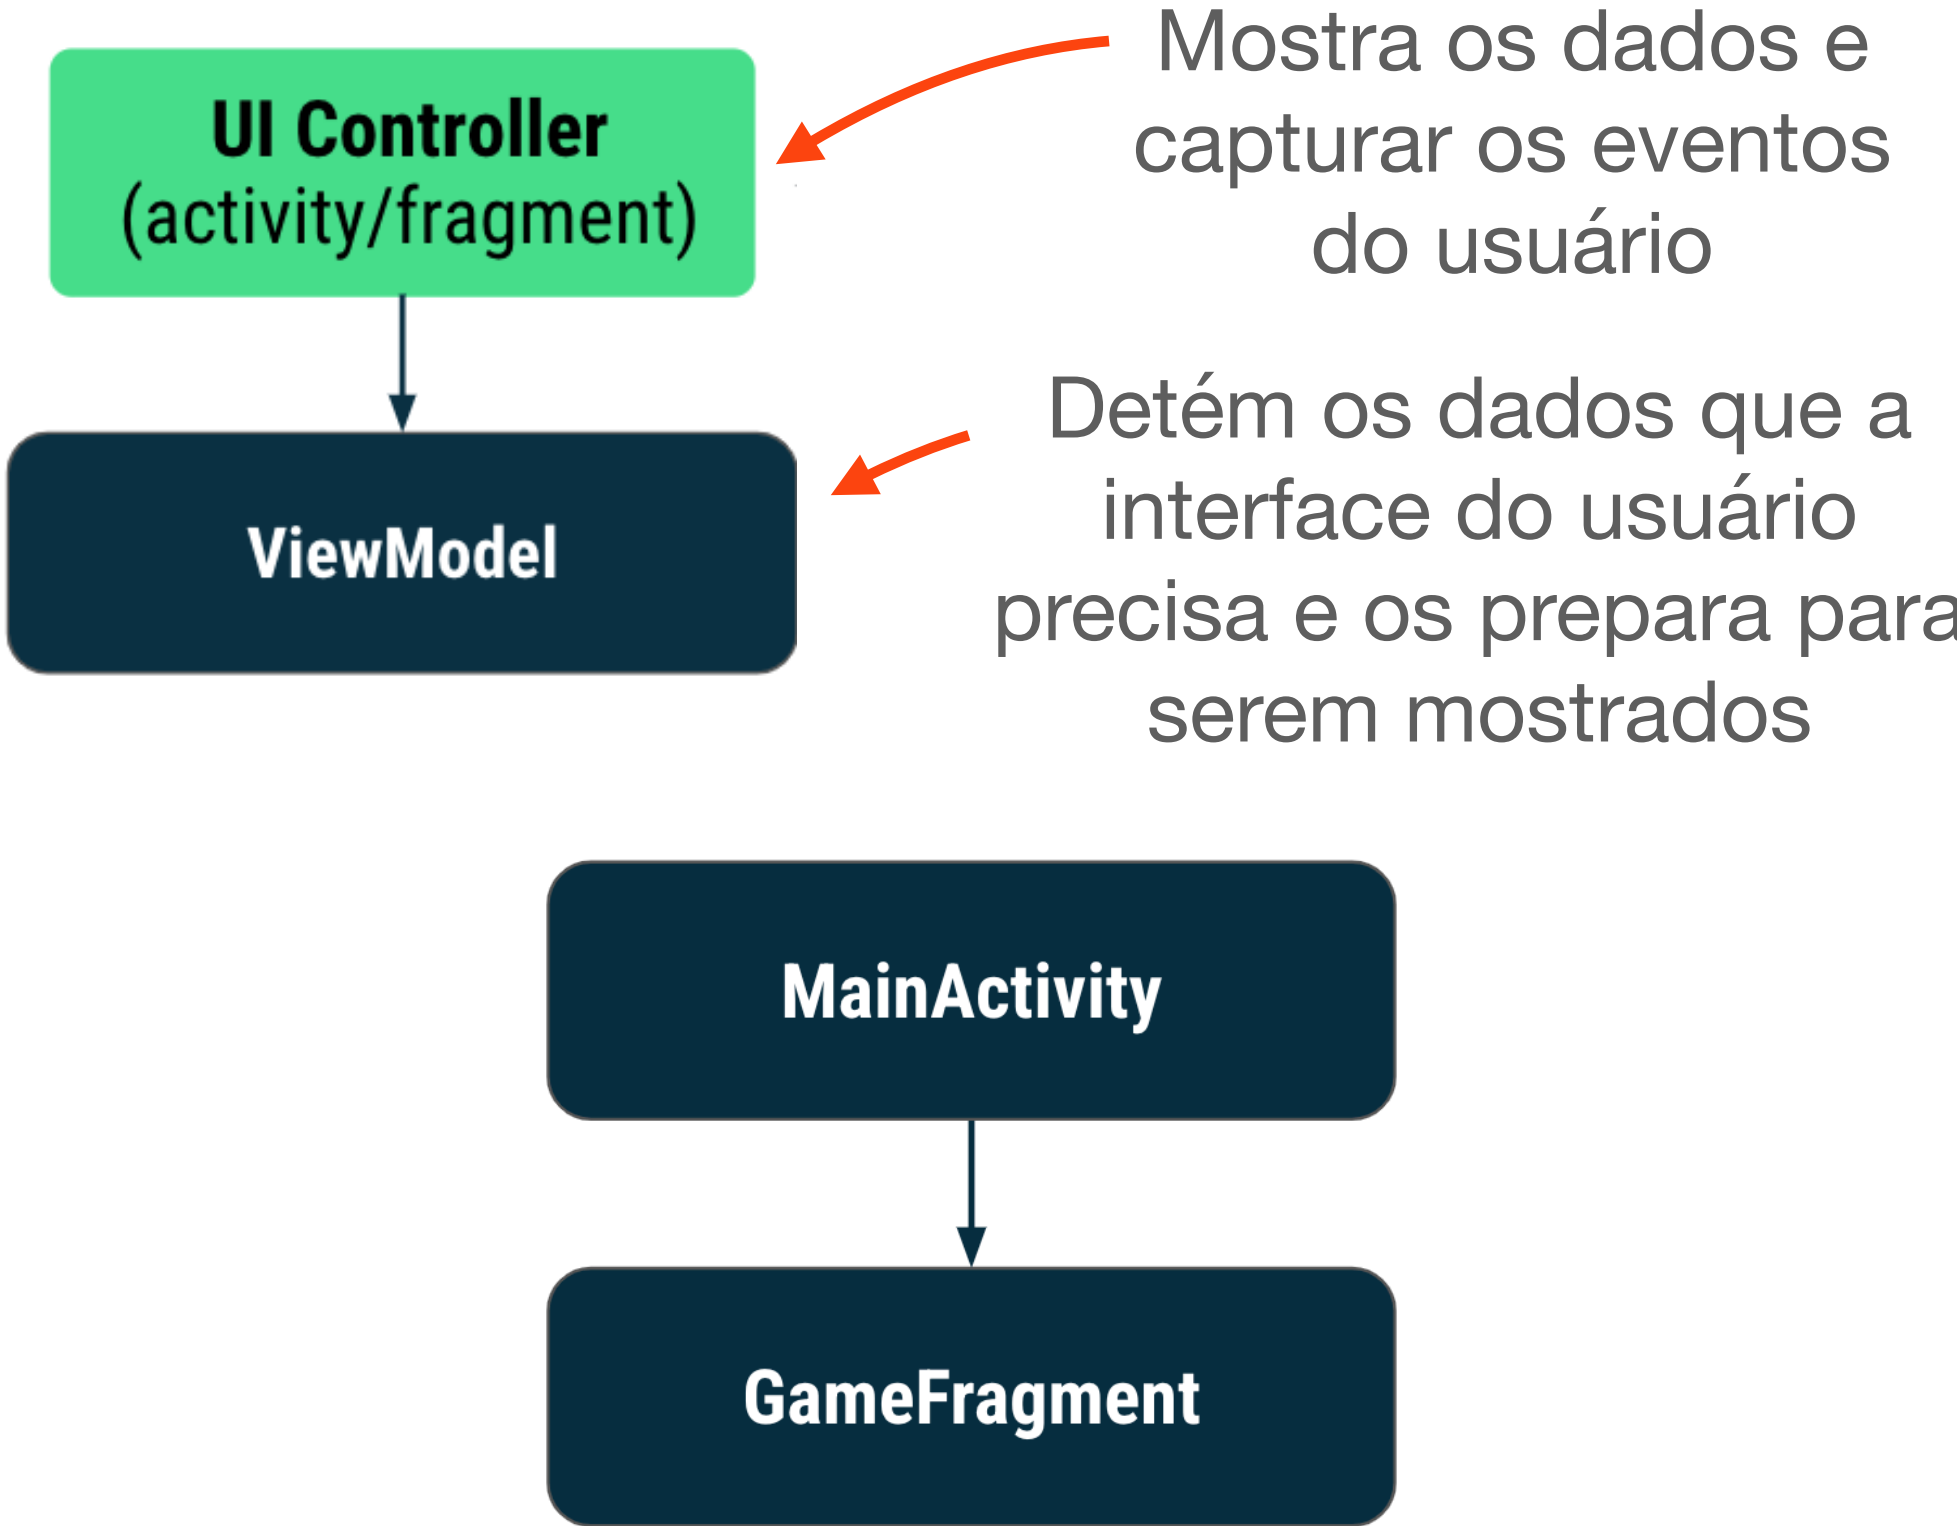 UI Controller
(activity/fragment)
Mostra os dados e
capturar os eventos
do usuário
ViewModel
Detém os dados que a
interface do usuário
precisa e os prepara para
serem mostrados
MainActivity
GameFragment